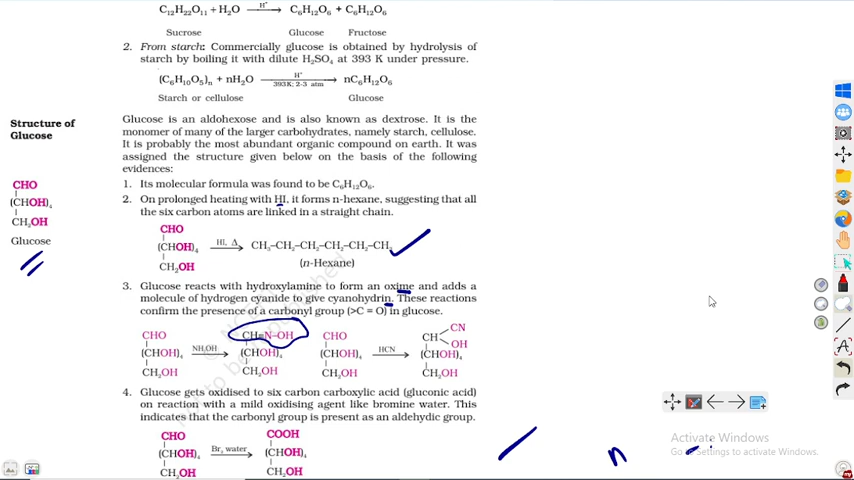 C₁₂H₂₂O₁₁ + H₂O H⁺ C₆H₁₂O₆ + C₆H₁₂O₆
Sucrose Glucose Fructose
2. From starch: Commercially glucose is obtained by hydrolysis of
starch by boiling it with dilute H₂SO₄ at 393 K under pressure.
(C₆H₁₀O₅)ₙ + nH₂O H⁺ 393 K; 2-3 atm nC₆H₁₂O₆
Starch or cellulose Glucose
Structure of
Glucose
CHO
(CHOH)₄
CH₂OH
Glucose
Glucose is an aldohexose and is also known as dextrose. It is the
monomer of many of the larger carbohydrates, namely starch, cellulose.
It is probably the most abundant organic compound on earth. It was
assigned the structure given below on the basis of the following
evidences:
1. Its molecular formula was found to be C₆H₁₂O₆.
2. On prolonged heating with HI, it forms n-hexane, suggesting that all
the six carbon atoms are linked in a straight chain.
CHO
(CHOH)₄ HI, Δ CH₃–CH₂–CH₂–CH₂–CH₂–CH₃
CH₂OH
(n-Hexane)
3. Glucose reacts with hydroxylamine to form an oxime and adds a
molecule of hydrogen cyanide to give cyanohydrin. These reactions
confirm the presence of a carbonyl group (>C = O) in glucose.
CHO CH=N–OH CHO CH CN OH
(CHOH)₄ NH₂OH (CHOH)₄ (CHOH)₄ HCN (CHOH)₄
CH₂OH CH₂OH CH₂OH CH₂OH
4. Glucose gets oxidised to six carbon carboxylic acid (gluconic acid)
on reaction with a mild oxidising agent like bromine water. This
indicates that the carbonyl group is present as an aldehydic group.
CHO COOH
(CHOH)₄ Br₂ water (CHOH)₄
CH₂OH CH₂OH
n
Activate Windows
Go to Settings to activate Windows.